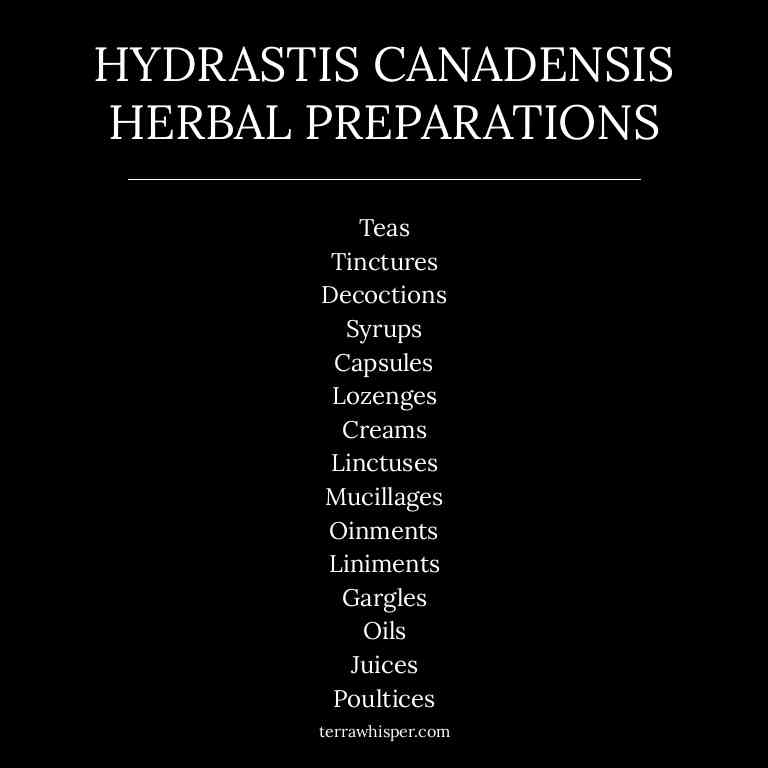 HYDRASTIS CANADENSIS
HERBAL PREPARATIONS
Teas
Tinctures
Decoctions
Syrups
Capsules
Lozenges
Creams
Linctuses
Mucillages
Oinments
Liniments
Gargles
Oils
Juices
Poultices
terrawhisper.com